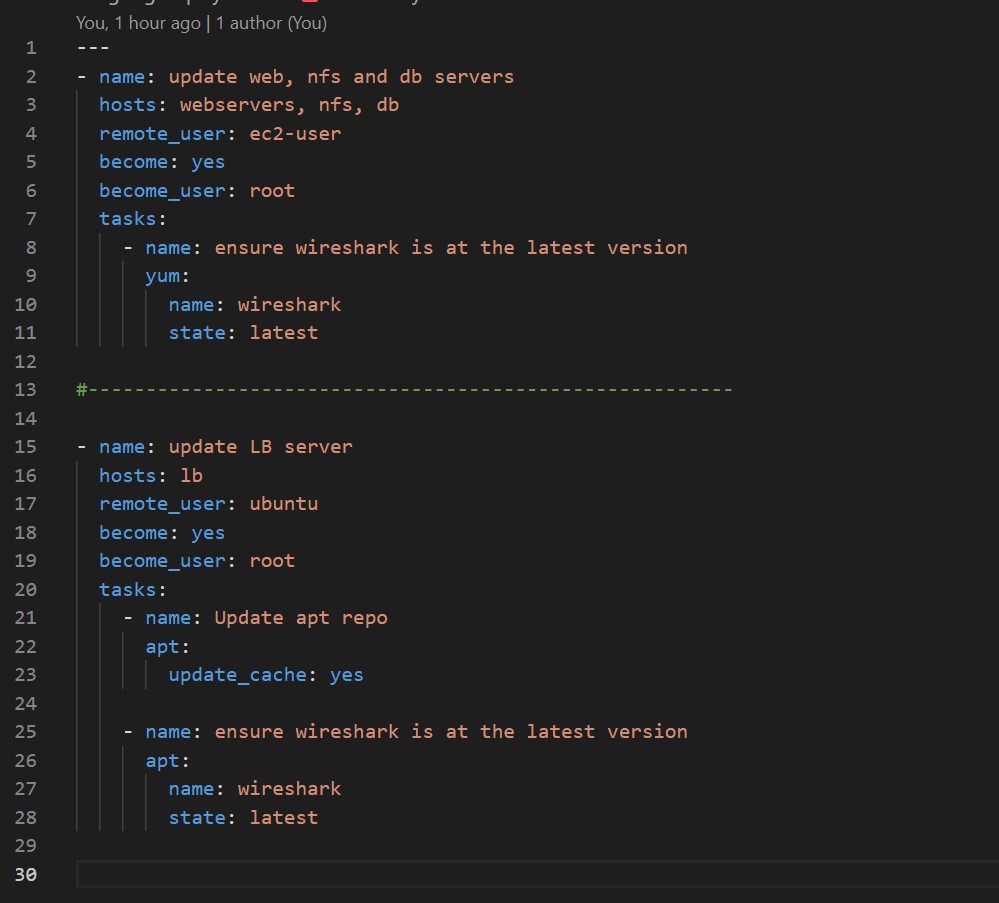 You, 1 hour ago | 1 author (You)
1 ---
2 - name: update web, nfs and db servers
3   hosts: webservers, nfs, db
4   remote_user: ec2-user
5   become: yes
6   become_user: root
7   tasks:
8     - name: ensure wireshark is at the latest version
9       yum:
10         name: wireshark
11         state: latest
12
13 #--------------------------------------------------------
14
15 - name: update LB server
16   hosts: lb
17   remote_user: ubuntu
18   become: yes
19   become_user: root
20   tasks:
21     - name: Update apt repo
22       apt:
23         update_cache: yes
24
25     - name: ensure wireshark is at the latest version
26       apt:
27         name: wireshark
28         state: latest
29
30